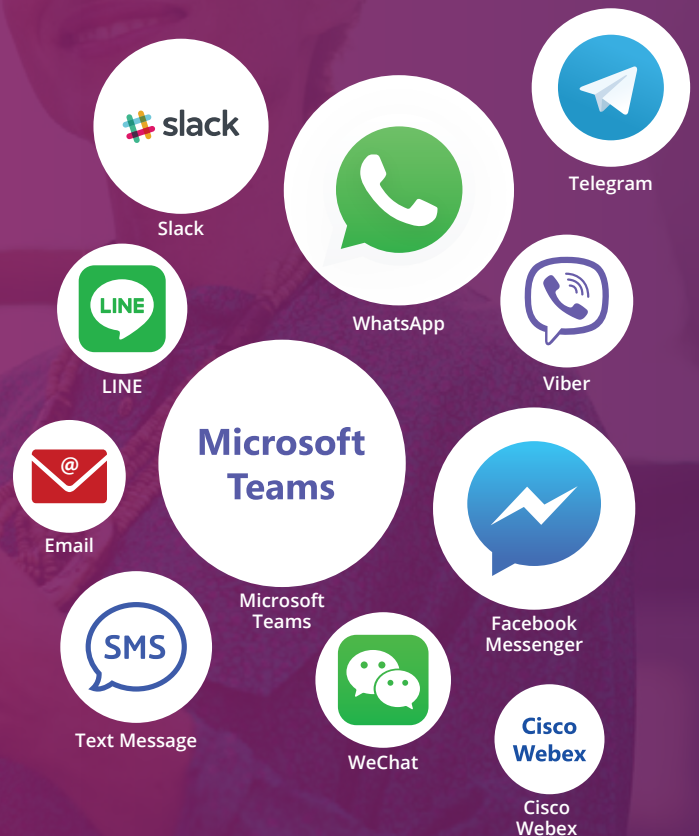 slack
Slack
Telegram
WhatsApp
LINE
LINE
Viber
Microsoft
Teams
Microsoft
Teams
@
Email
Facebook
Messenger
SMS
Text Message
WeChat
Cisco
Webex
Cisco
Webex